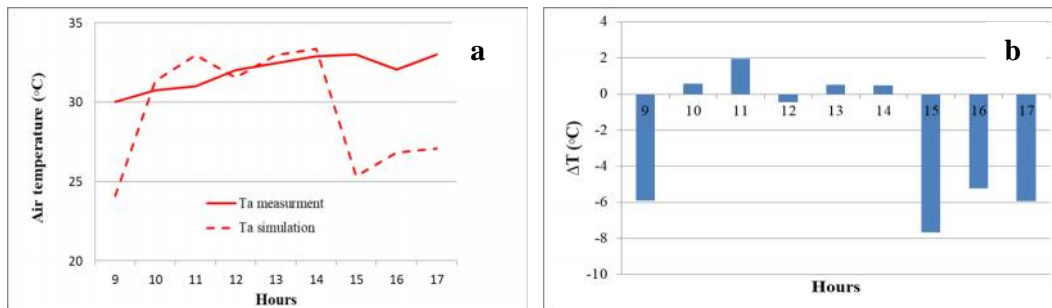 a
Air temperature (◦C)
35
30
25
20
Ta measurment
Ta simulation
9 10 11 12 13 14 15 16 17
Hours
b
ΔT (◦C)
4
2
0
-2
-4
-6
-8
-10
9 10 11 12 13 14 15 16 17
Hours